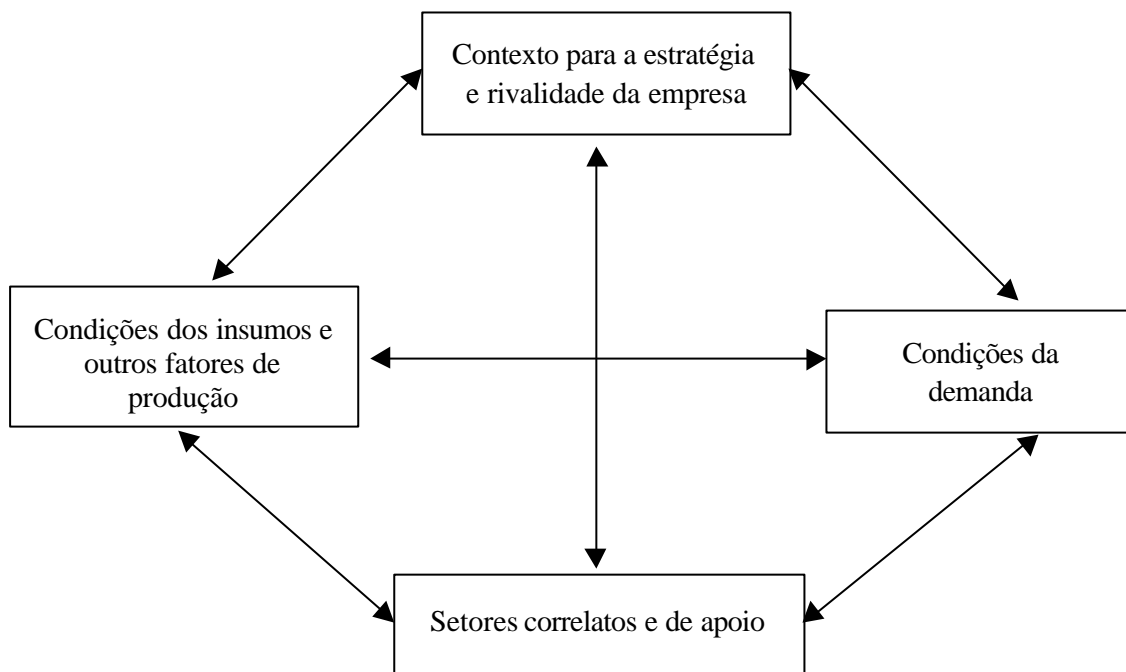 Contexto para a estratégia
e rivalidade da empresa
Condições dos insumos e
outros fatores de
produção
Condições da
demanda
Setores correlatos e de apoio